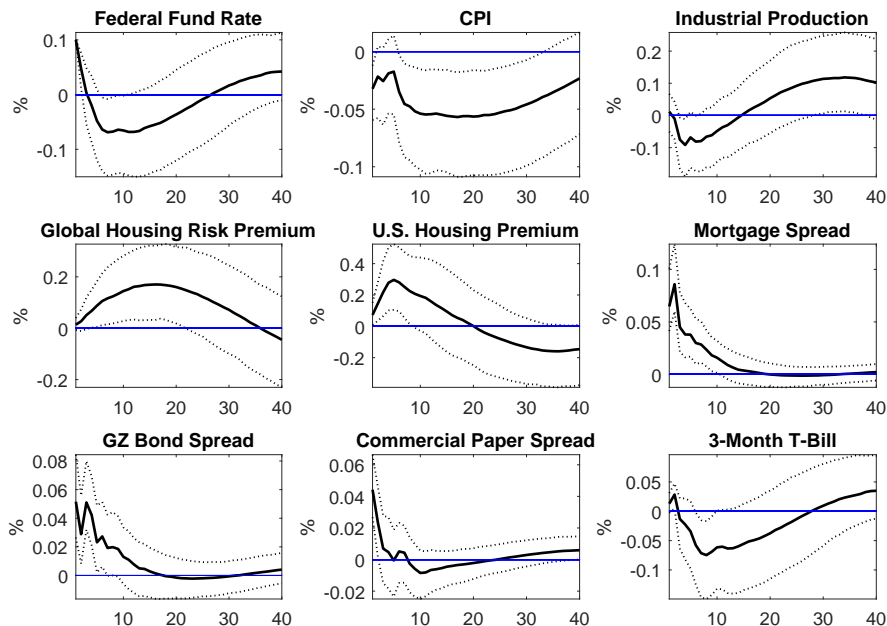 Federal Fund Rate
CPI
Industrial Production
%
0.1
0
-0.1
10 20 30 40
%
0
-0.05
-0.1
10 20 30 40
%
0.2
0.1
0
-0.1
10 20 30 40
Global Housing Risk Premium
U.S. Housing Premium
Mortgage Spread
%
0.2
0
-0.2
10 20 30 40
%
0.4
0.2
0
-0.2
10 20 30 40
%
0.1
0.05
0
10 20 30 40
GZ Bond Spread
Commercial Paper Spread
3-Month T-Bill
%
0.08
0.06
0.04
0.02
0
10 20 30 40
%
0.06
0.04
0.02
0
-0.02
10 20 30 40
%
0.05
0
-0.05
-0.1
10 20 30 40